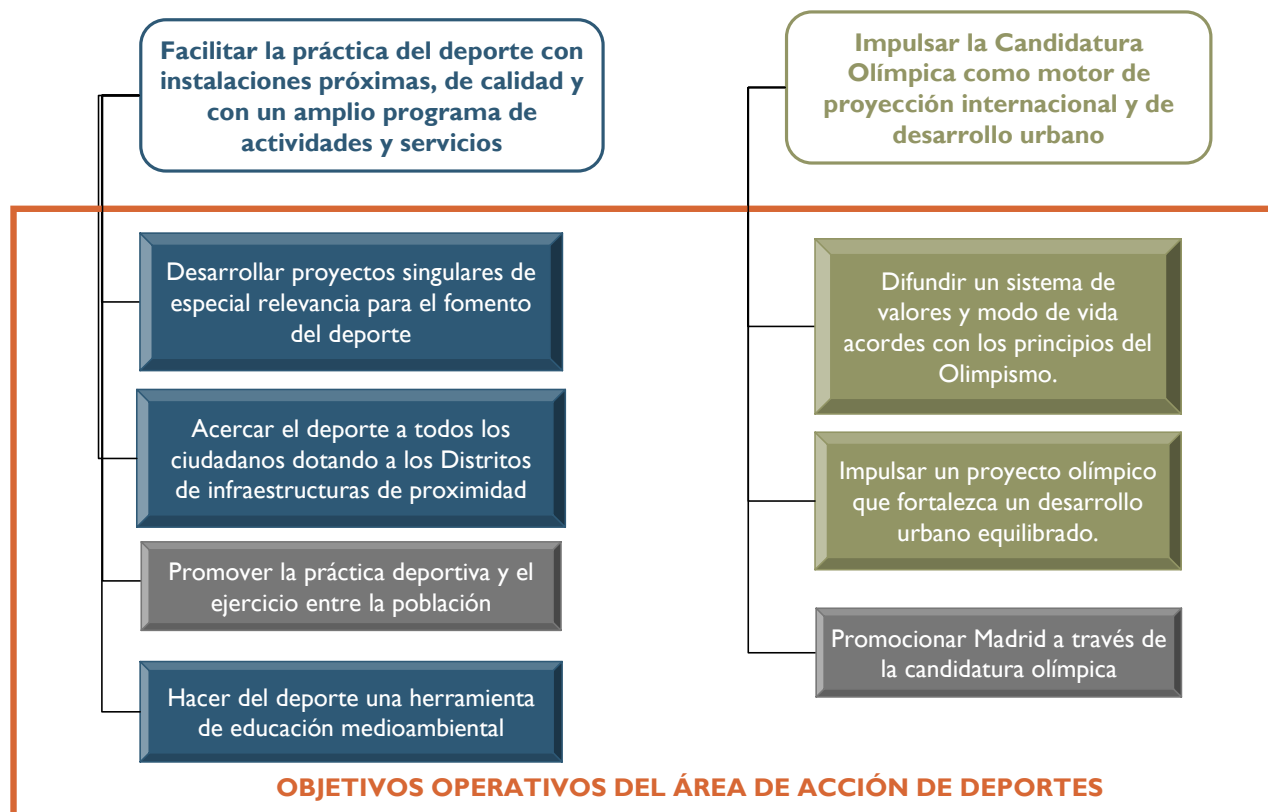 Facilitar la práctica del deporte con
instalaciones próximas, de calidad y
con un amplio programa de
actividades y servicios
Impulsar la Candidatura
Olímpica como motor de
proyección internacional y de
desarrollo urbano
Desarrollar proyectos singulares de
especial relevancia para el fomento
del deporte
Acercar el deporte a todos los
ciudadanos dotando a los Distritos
de infraestructuras de proximidad
Promover la práctica deportiva y el
ejercicio entre la población
Hacer del deporte una herramienta
de educación medioambiental
Difundir un sistema de
valores y modo de vida
acordes con los principios del
Olimpismo.
Impulsar un proyecto olímpico
que fortalezca un desarrollo
urbano equilibrado.
Promocionar Madrid a través de
la candidatura olímpica
OBJETIVOS OPERATIVOS DEL ÁREA DE ACCIÓN DE DEPORTES